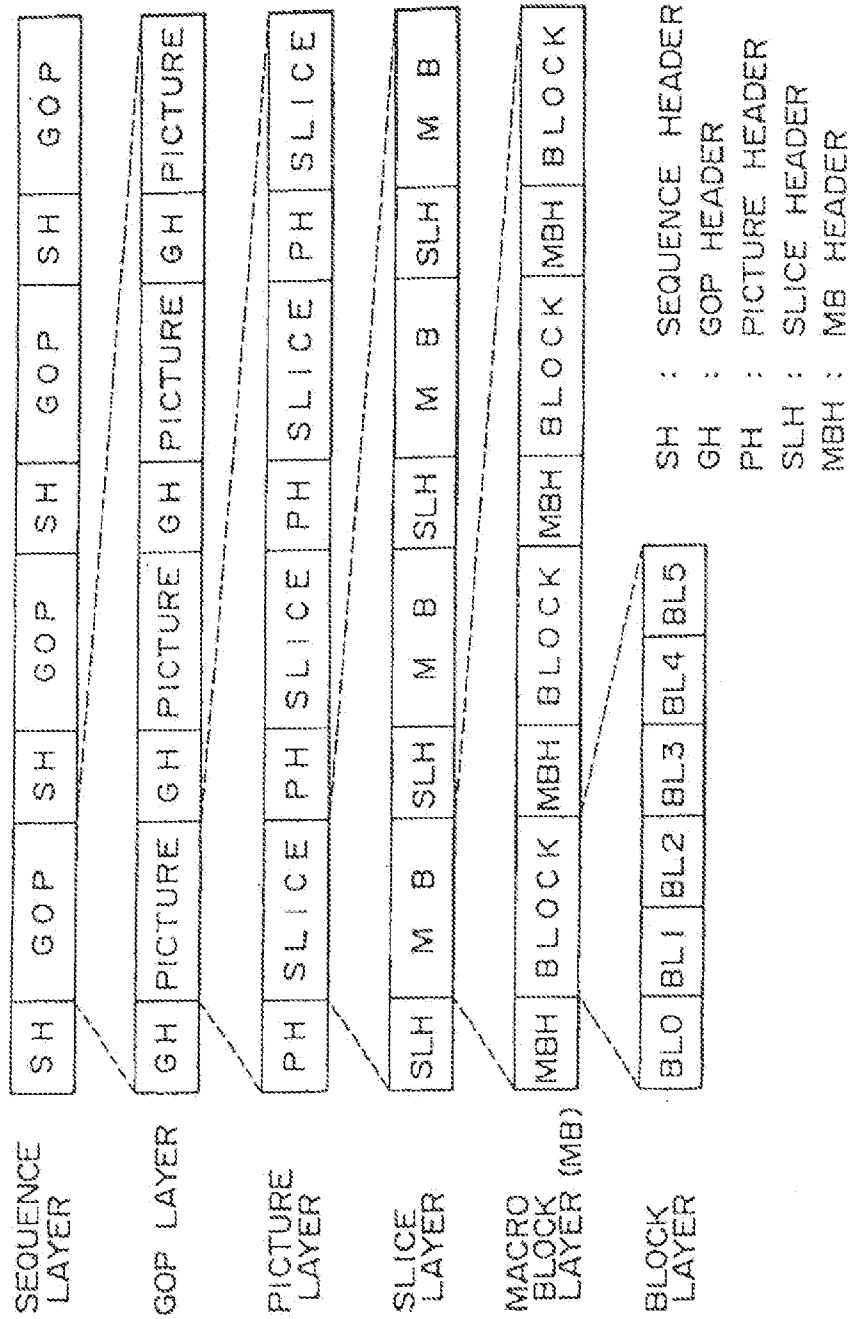 SEQUENCE LAYER
SH GOP SH GOP SH GOP SH GOP
GOP LAYER
GH PICTURE GH PICTURE GH PICTURE GH PICTURE
PICTURE LAYER
PH SLICE PH SLICE PH SLICE PH SLICE
SLICE LAYER
SLH M B SLH M B SLH M B SLH M B
MACRO BLOCK LAYER (MB)
MBH BLOCK MBH BLOCK MBH BLOCK MBH BLOCK
BLOCK LAYER
BL0 BL1 BL2 BL3 BL4 BL5
SH : SEQUENCE HEADER
GH : GOP HEADER
PH : PICTURE HEADER
SLH : SLICE HEADER
MBH : MB HEADER